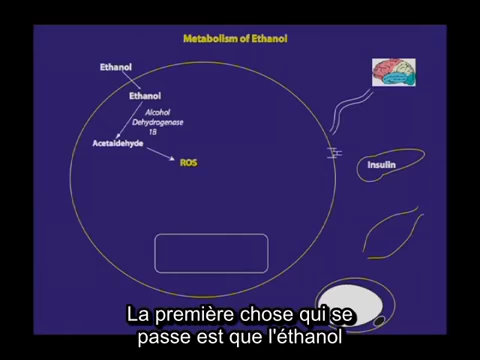 Metabolism of Ethanol
Ethanol
Ethanol
Alcohol
Dehydrogenase
1B
Acetaldehyde
ROS
Insulin
La première chose qui se
passe est que l'éthanol